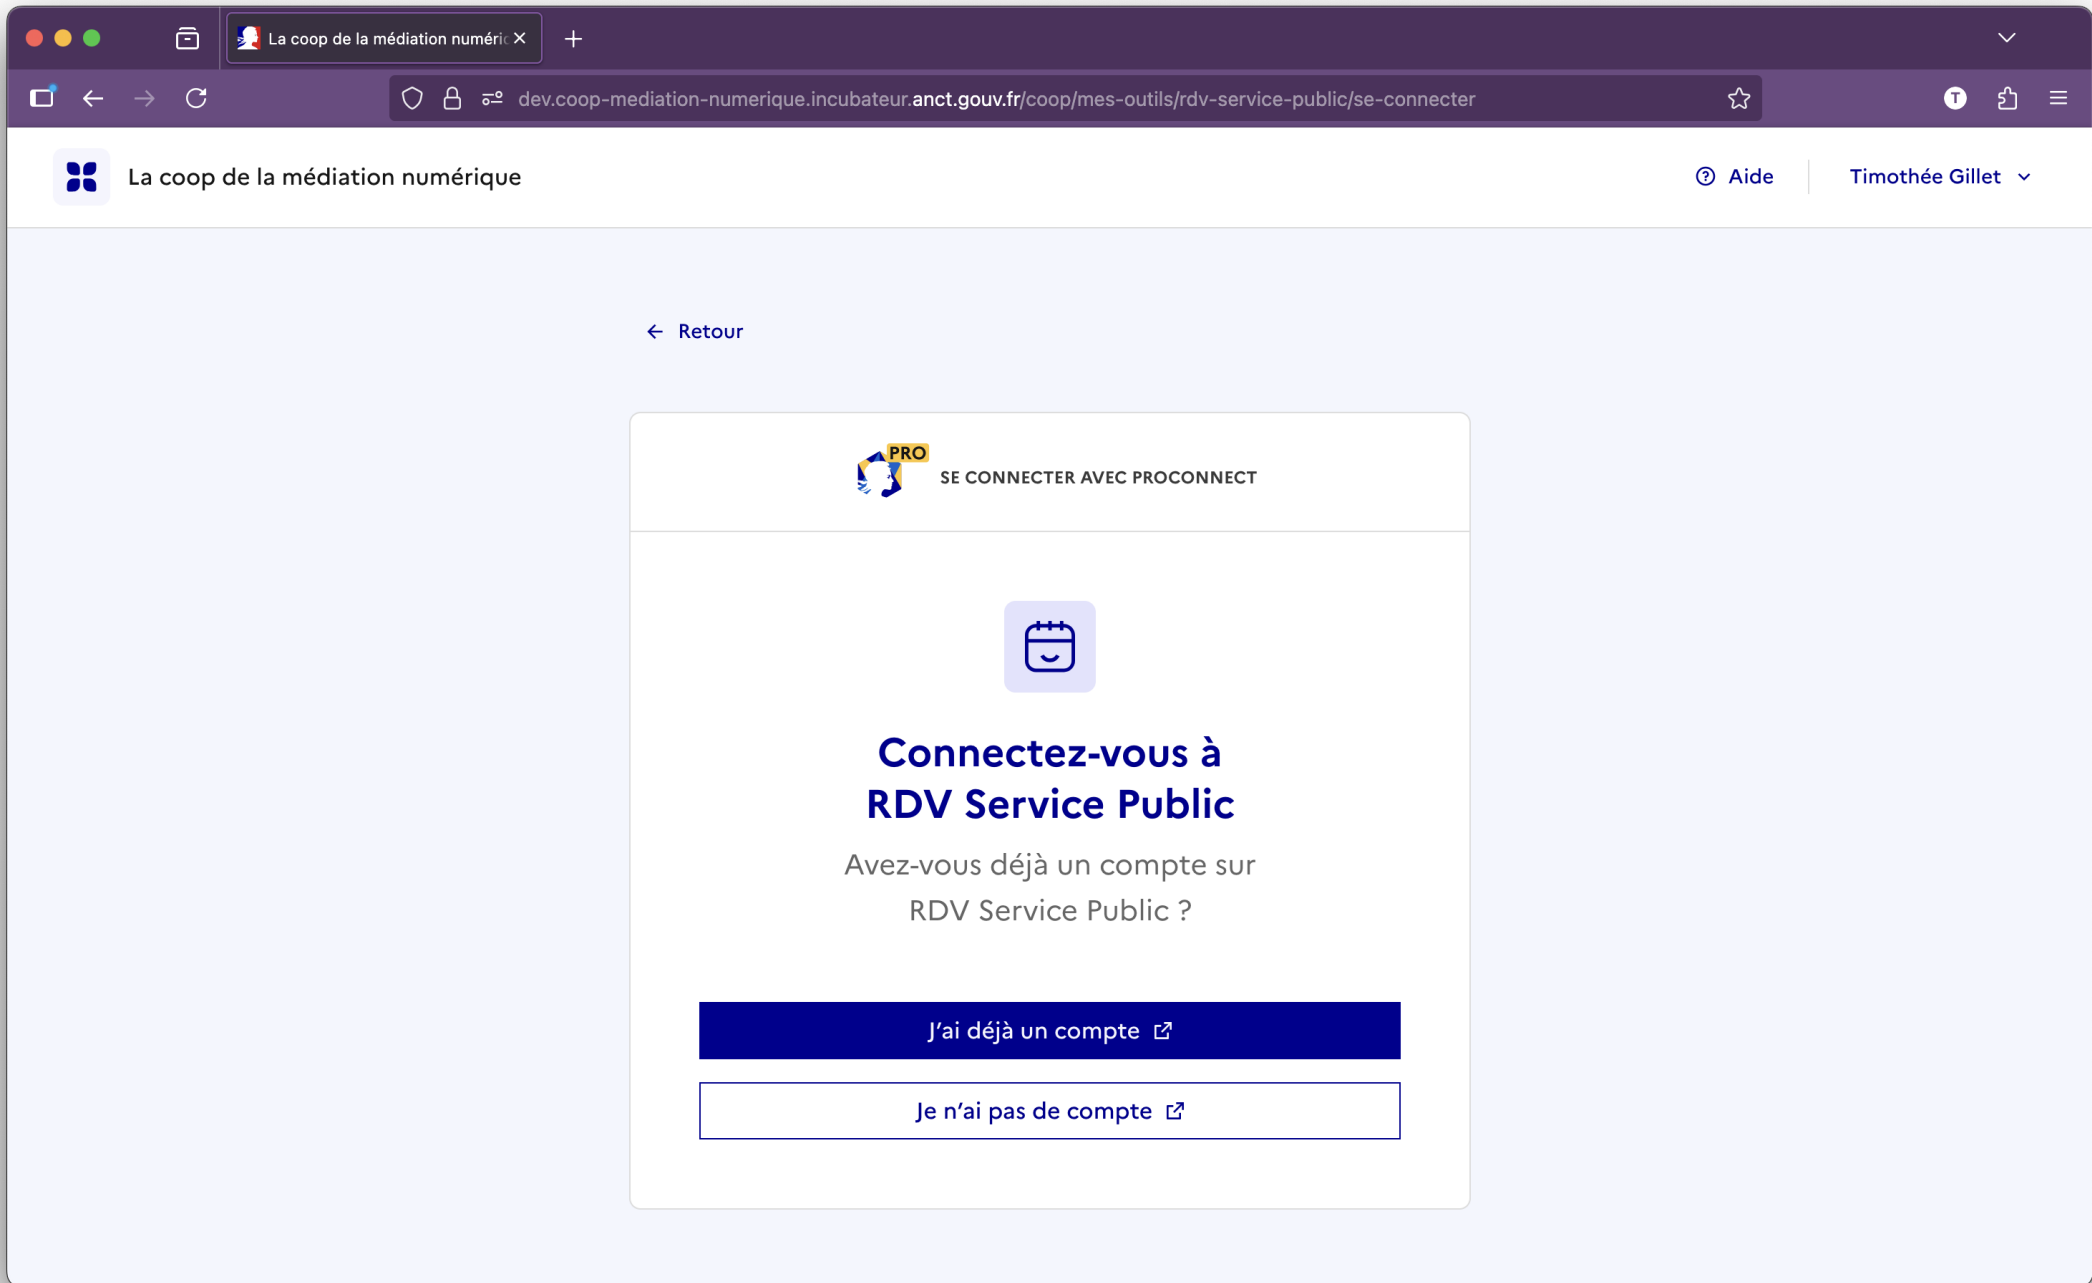 La coop de la médiation numéri
dev.coop-mediation-numerique.incubateur.anct.gouv.fr/coop/mes-outils/rdv-service-public/se-connecter
T
La coop de la médiation numérique
Aide
Timothée Gillet
Retour
PRO
SE CONNECTER AVEC PROCONNECT
Connectez-vous à
RDV Service Public
Avez-vous déjà un compte sur
RDV Service Public ?
J’ai déjà un compte
Je n’ai pas de compte